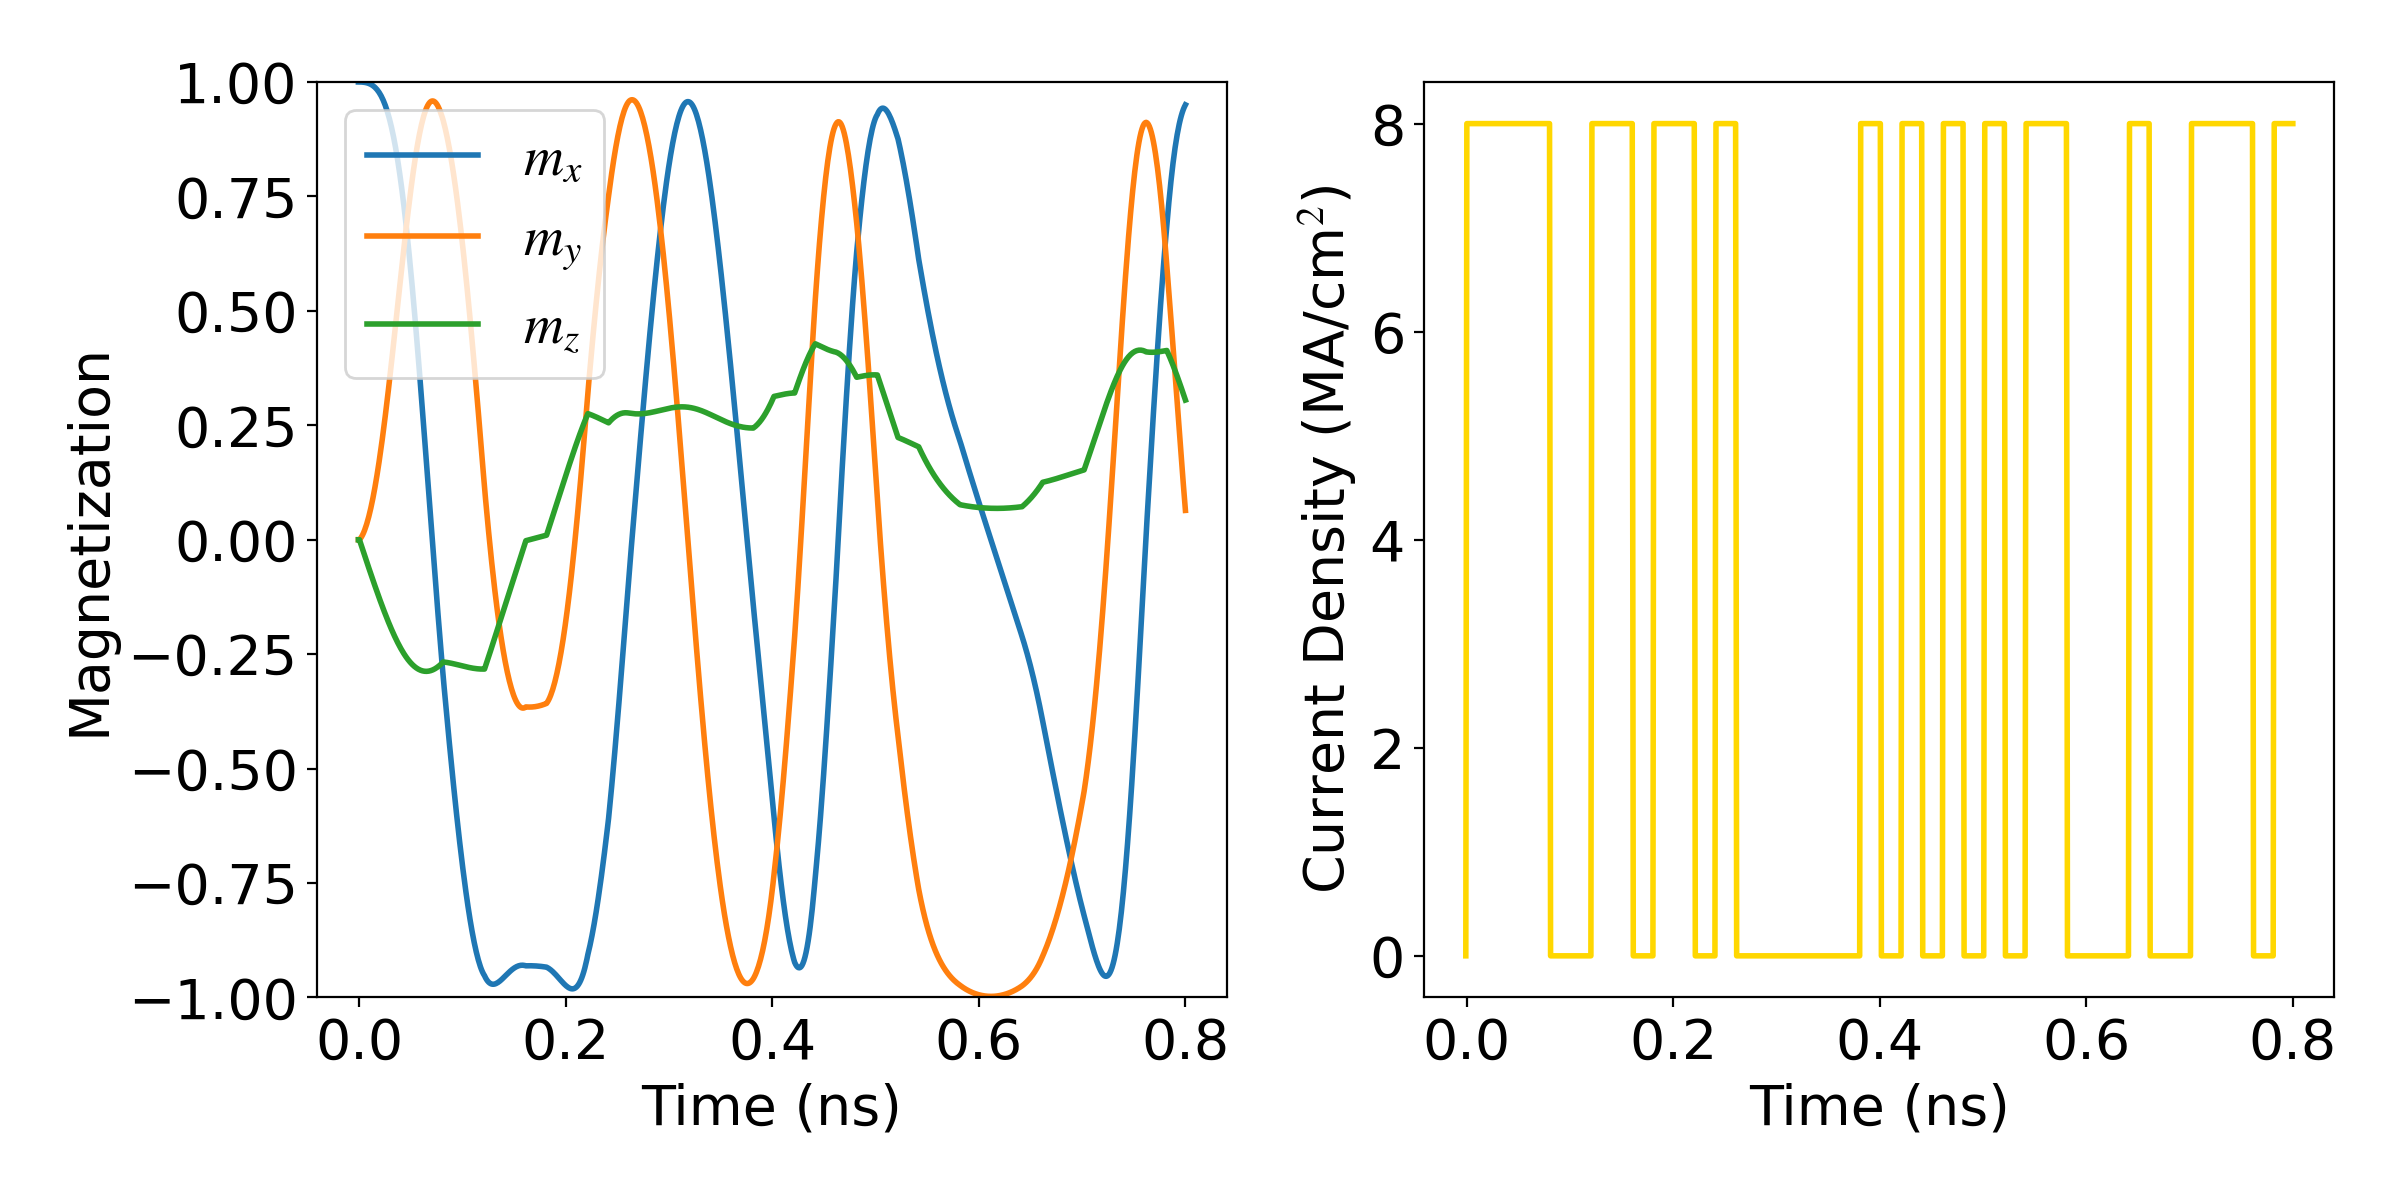 1.00
0.75
0.50
0.25
0.00
−0.25
−0.50
−0.75
−1.00
Magnetization
m_x
m_y
m_z
0.0 0.2 0.4 0.6 0.8
Time (ns)
8
6
4
2
0
Current Density (MA/cm²)
0.0 0.2 0.4 0.6 0.8
Time (ns)